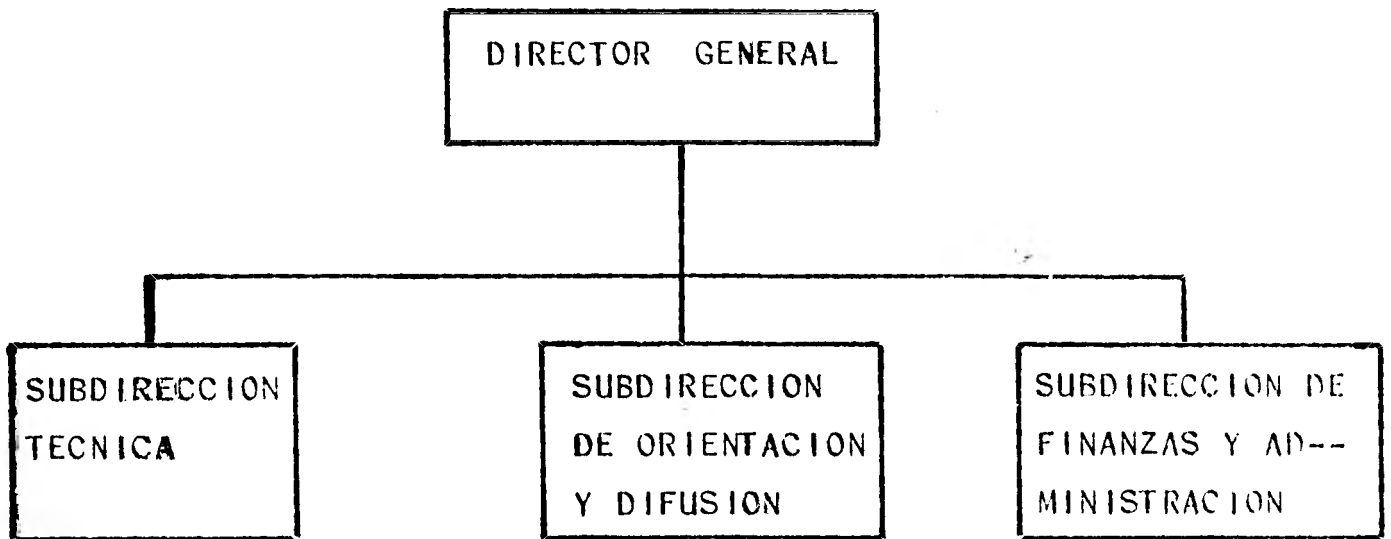 DIRECTOR GENERAL
SUBDIRECCION
TECNICA
SUBDIRECCION
DE ORIENTACION
Y DIFUSION
SUBDIRECCION DE
FINANZAS Y AD--
MINISTRACION